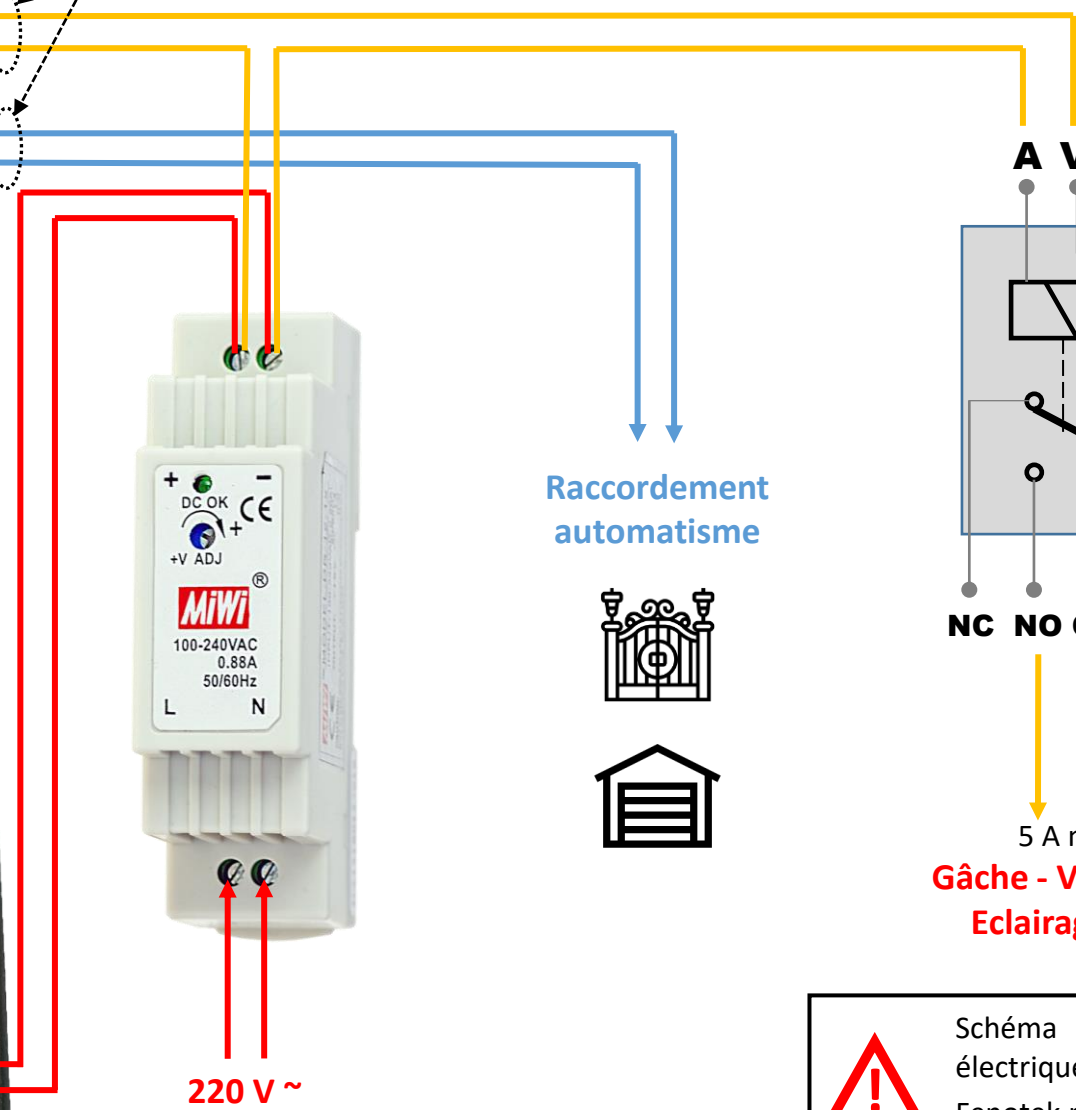 A
Raccordement
automatisme
+ -
DC OK CE
+
+V ADJ
®
MiWi
100-240VAC
0.88A
50/60Hz
L N
NC NO
5 A
Gâche -
220 V ~
Schéma
!